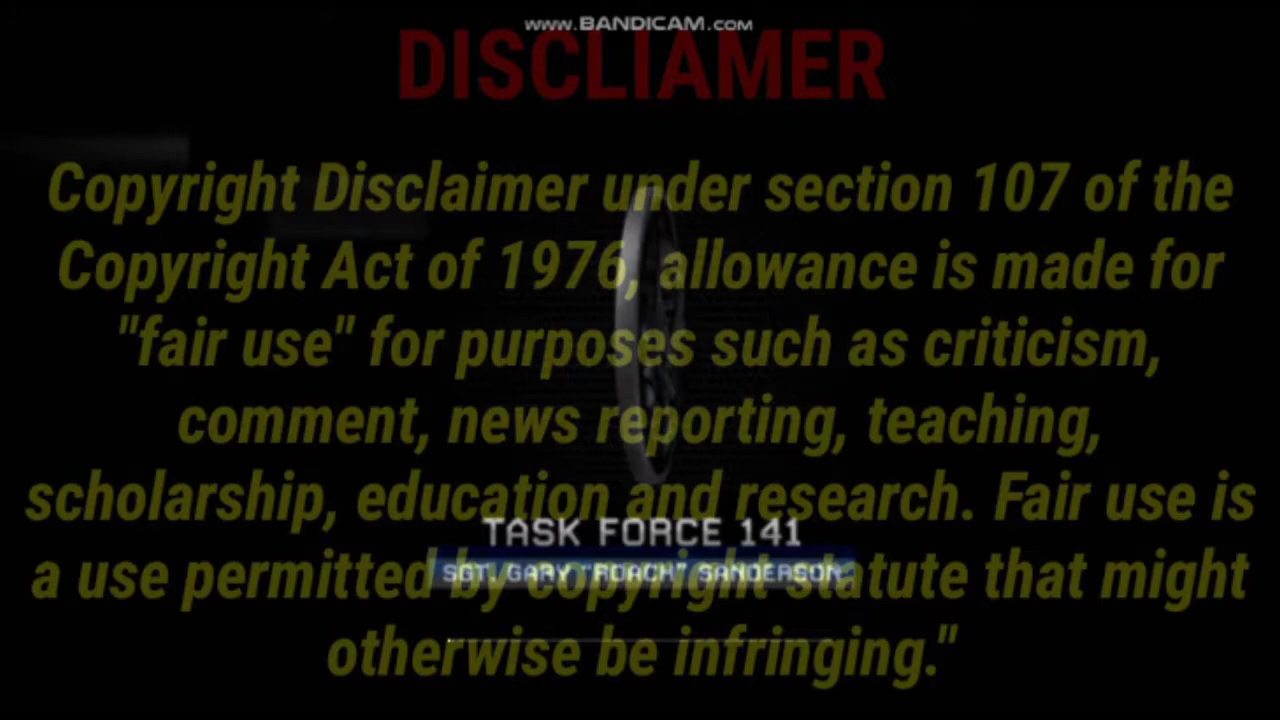 www.BANDICAM.com
DISCLIAMER
Copyright Disclaimer under section 107 of the
Copyright Act of 1976, allowance is made for
"fair use" for purposes such as criticism,
comment, news reporting, teaching,
scholarship, education and research. Fair use is
TASK FORCE 141
a use permitted by copyright statute that might
SGT. GARY "ROACH" SANDERSON
otherwise be infringing."